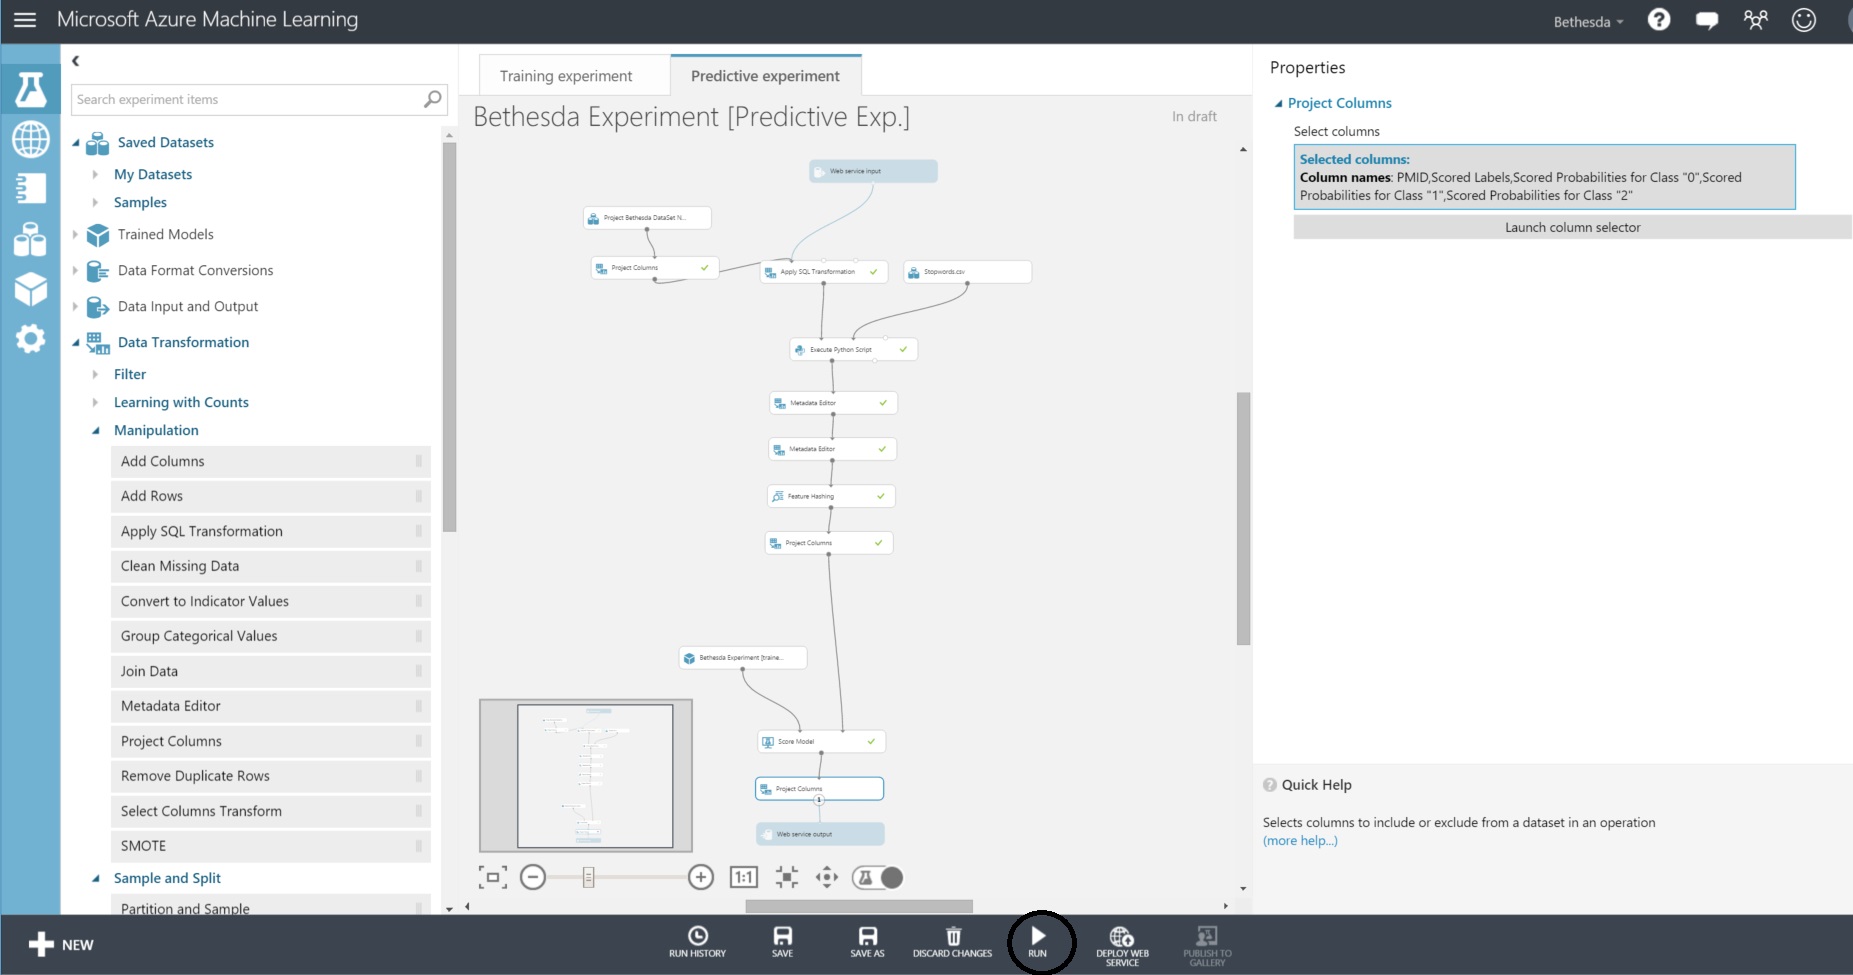 Microsoft Azure Machine Learning
Bethesda
Search experiment items
Saved Datasets
My Datasets
Samples
Trained Models
Data Format Conversions
Data Input and Output
Data Transformation
Filter
Learning with Counts
Manipulation
Add Columns
Add Rows
Apply SQL Transformation
Clean Missing Data
Convert to Indicator Values
Group Categorical Values
Join Data
Metadata Editor
Project Columns
Remove Duplicate Rows
Select Columns Transform
SMOTE
Sample and Split
Partition and Sample
Training experiment
Predictive experiment
Bethesda Experiment [Predictive Exp.]
In draft
Web service input
Project Bethesda DataSet N...
Project Columns
Apply SQL Transformation
Stopwords.csv
Execute Python Script
Metadata Editor
Metadata Editor
Feature Hashing
Project Columns
Bethesda Experiment [traine...
Score Model
Project Columns
1
Web service output
1:1
Properties
Project Columns
Select columns
Selected columns:
Column names: PMID,Scored Labels,Scored Probabilities for Class "0",Scored
Probabilities for Class "1",Scored Probabilities for Class "2"
Launch column selector
Quick Help
Selects columns to include or exclude from a dataset in an operation
(more help...)
NEW
RUN HISTORY
SAVE
SAVE AS
DISCARD CHANGES
RUN
DEPLOY WEB
SERVICE
PUBLISH TO
GALLERY